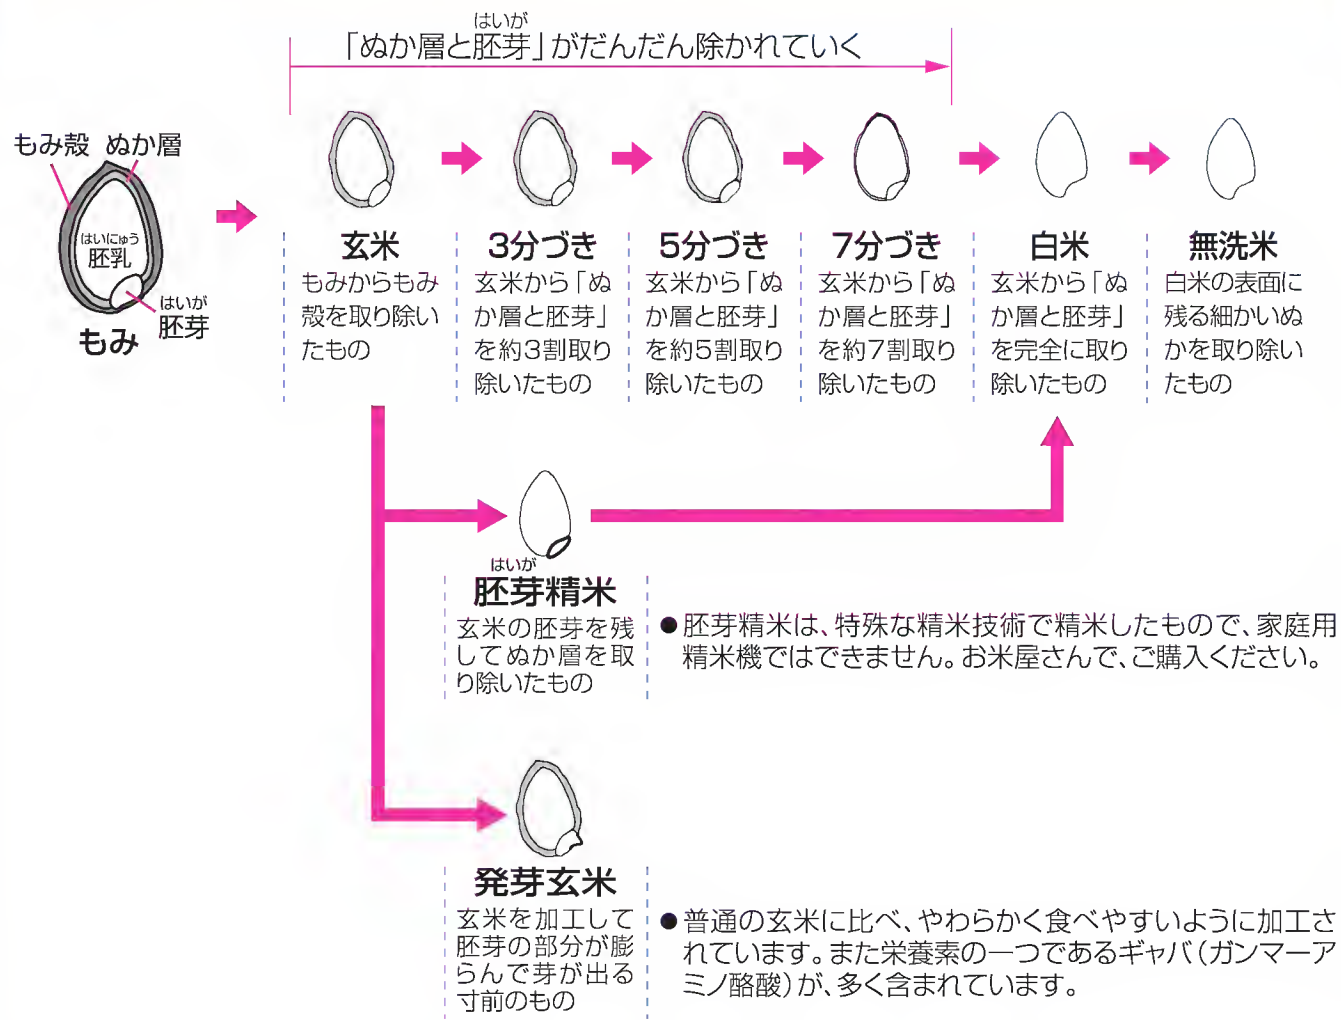 はいが
「ぬか層と胚芽」がだんだん除かれていく
もみ殻 ぬか層
はいにゅう
胚乳
はいが
胚芽
もみ
玄米
もみからもみ
殻を取り除い
たもの
3分づき
玄米から「ぬ
か層と胚芽」
を約3割取り
除いたもの
5分づき
玄米から「ぬ
か層と胚芽」
を約5割取り
除いたもの
7分づき
玄米から「ぬ
か層と胚芽」
を約7割取り
除いたもの
白米
玄米から「ぬ
か層と胚芽」
を完全に取り
除いたもの
無洗米
白米の表面に
残る細かいぬ
かを取り除い
たもの
はいが
胚芽精米
玄米の胚芽を残
してぬか層を取
り除いたもの
●胚芽精米は、特殊な精米技術で精米したもので、家庭用
精米機ではできません。お米屋さんで、ご購入ください。
発芽玄米
玄米を加工して
胚芽の部分が膨
らんで芽が出る
寸前のもの
●普通の玄米に比べ、やわらかく食べやすいように加工さ
れています。また栄養素の一つであるギャバ(ガンマーア
ミノ酪酸)が、多く含まれています。